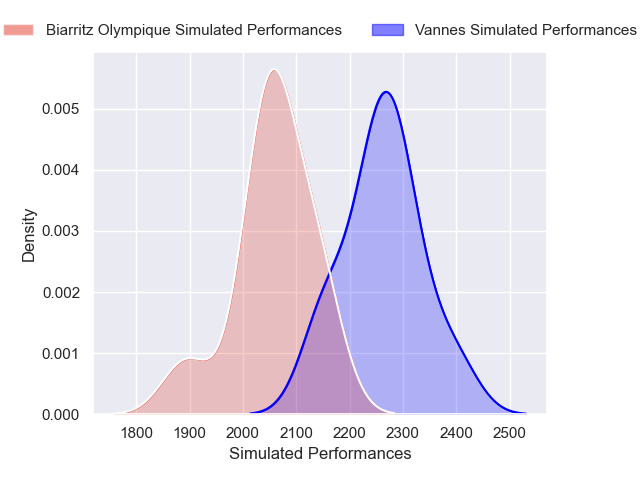 Biarritz Olympique Simulated Performances Vannes Simulated Performances
Density
0.005
0.004
0.003
0.002
0.001
0.000
1800 1900 2000 2100 2200 2300 2400 2500
Simulated Performances